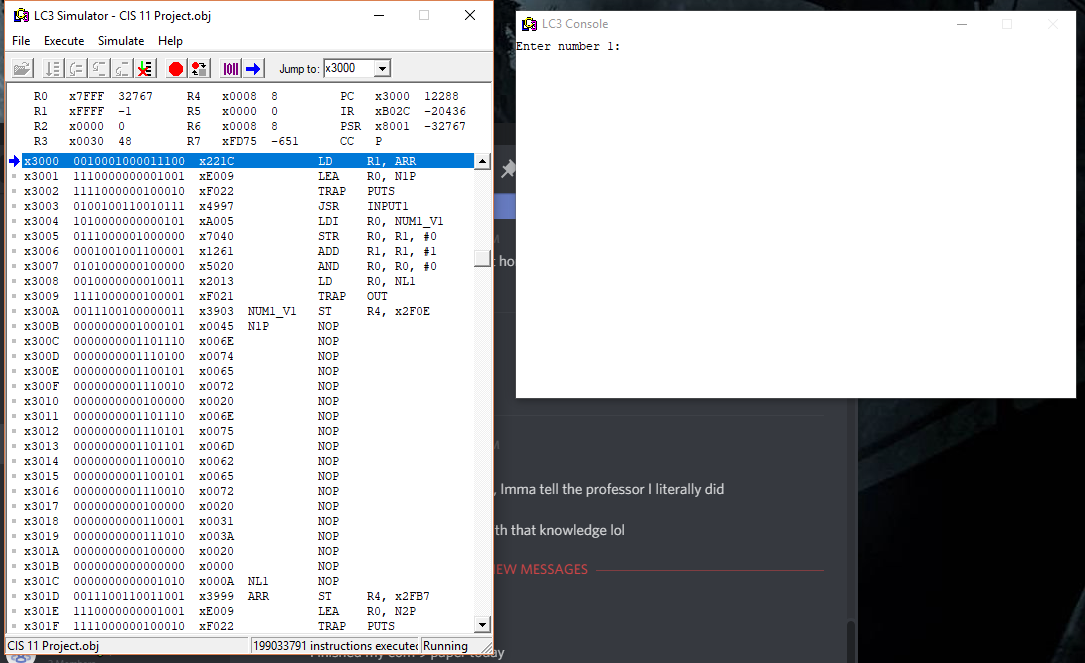 LC3 Simulator - CIS 11 Project.obj
File Execute Simulate Help
Jump to: x3000
R0 x7FFF 32767 R4 x0008 8 PC x3000 12288
R1 xFFFF -1 R5 x0000 0 IR xB02C -20436
R2 x0000 0 R6 x0008 8 PSR x8001 -32767
R3 x0030 48 R7 xFD75 -651 CC P
x3000 0010001000011100 x221C LD R1, ARR
x3001 1110000000001001 xE009 LEA R0, N1P
x3002 1111000000100010 xF022 TRAP PUTS
x3003 0100100110010111 x4997 JSR INPUT1
x3004 1010000000000101 xA005 LDI R0, NUM1_V1
x3005 0111000001000000 x7040 STR R0, R1, #0
x3006 0001001001100001 x1261 ADD R1, R1, #1
x3007 0101000000100000 x5020 AND R0, R0, #0
x3008 0010000000010011 x2013 LD R0, NL1
x3009 1111000000100001 xF021 TRAP OUT
x300A 0011100100000011 x3903 NUM1_V1 ST R4, x2F0E
x300B 0000000001000101 x0045 N1P NOP
x300C 0000000001101110 x006E NOP
x300D 0000000001110100 x0074 NOP
x300E 0000000001100101 x0065 NOP
x300F 0000000001110010 x0072 NOP
x3010 0000000000100000 x0020 NOP
x3011 0000000001101110 x006E NOP
x3012 0000000001110101 x0075 NOP
x3013 0000000001101101 x006D NOP
x3014 0000000001100010 x0062 NOP
x3015 0000000001100101 x0065 NOP
x3016 0000000001110010 x0072 NOP
x3017 0000000000100000 x0020 NOP
x3018 0000000000110001 x0031 NOP
x3019 0000000000111010 x003A NOP
x301A 0000000000100000 x0020 NOP
x301B 0000000000000000 x0000 NOP
x301C 0000000000001010 x000A NL1 NOP
x301D 0011100110011001 x3999 ARR ST R4, x2FB7
x301E 1110000000001001 xE009 LEA R0, N2P
x301F 1111000000100010 xF022 TRAP PUTS
CIS 11 Project.obj 199033791 instructions executed Running
LC3 Console
Enter number 1:
t ho
, Imma tell the professor I literally did
th that knowledge lol
EW MESSAGES
Finished my com 9 paper today